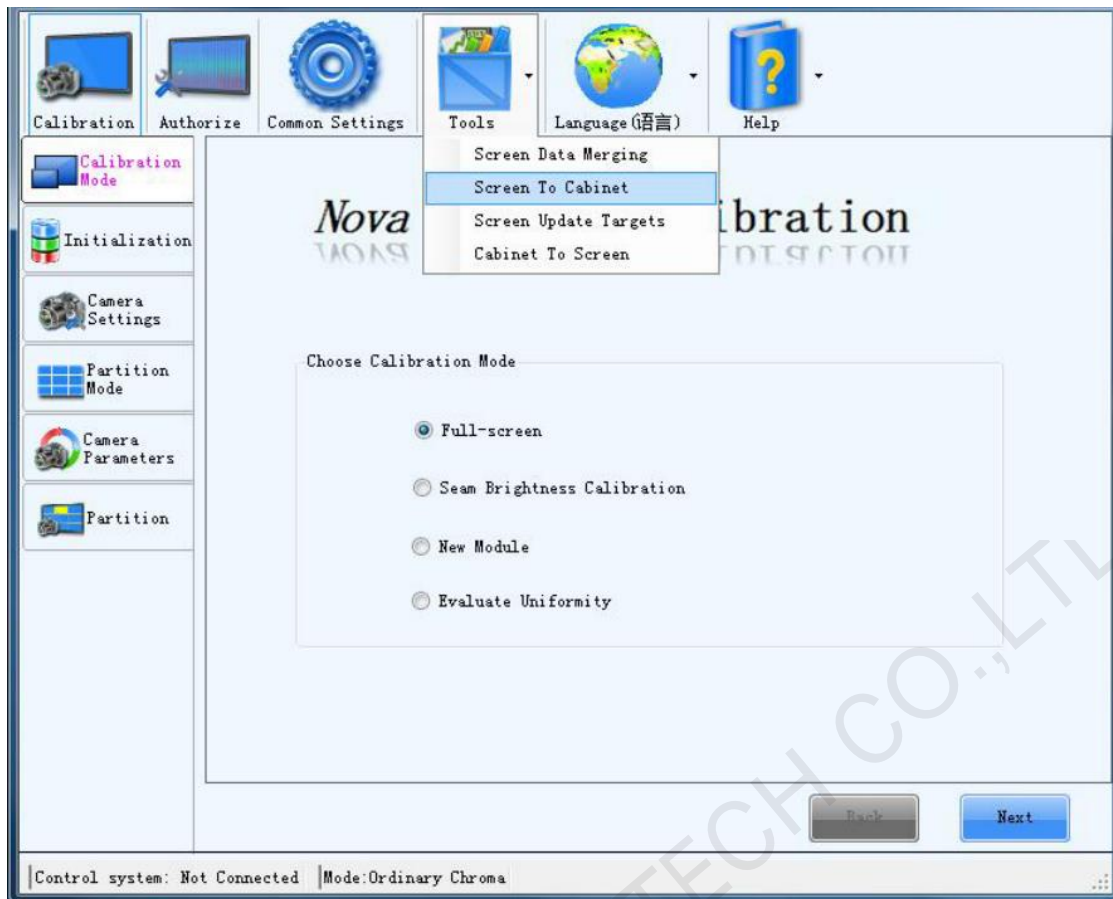 Calibration
Authorize
Common Settings
Tools
Language(语言)
Help
Screen Data Merging
Screen To Cabinet
Screen Update Targets
Cabinet To Screen
Calibration
Mode
Initialization
Camera
Settings
Partition
Mode
Camera
Parameters
Partition
Nova ibration
Choose Calibration Mode
Full-screen
Seam Brightness Calibration
New Module
Evaluate Uniformity
Back
Next
Control system: Not Connected
Mode:Ordinary Chroma
TECH CO.,LTD